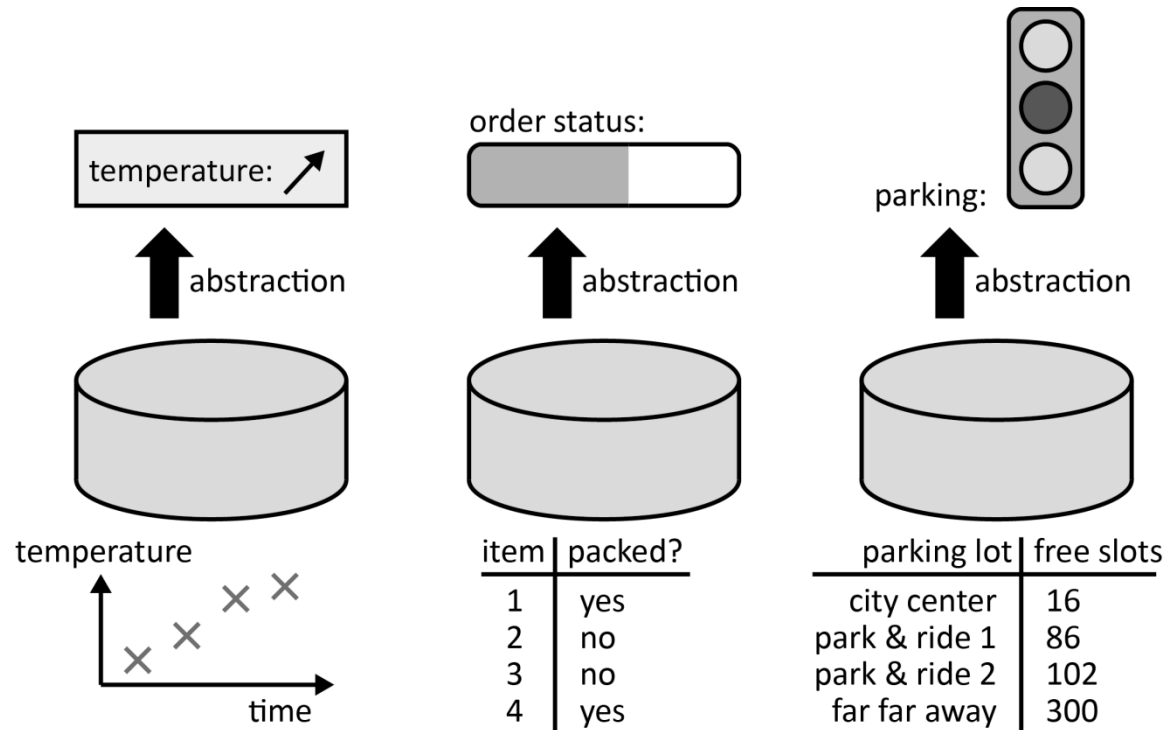 temperature:
order status:
parking:
abstraction
abstraction
abstraction
temperature
time
item packed?
1 yes
2 no
3 no
4 yes
parking lot free slots
city center 16
park & ride 1 86
park & ride 2 102
far far away 300